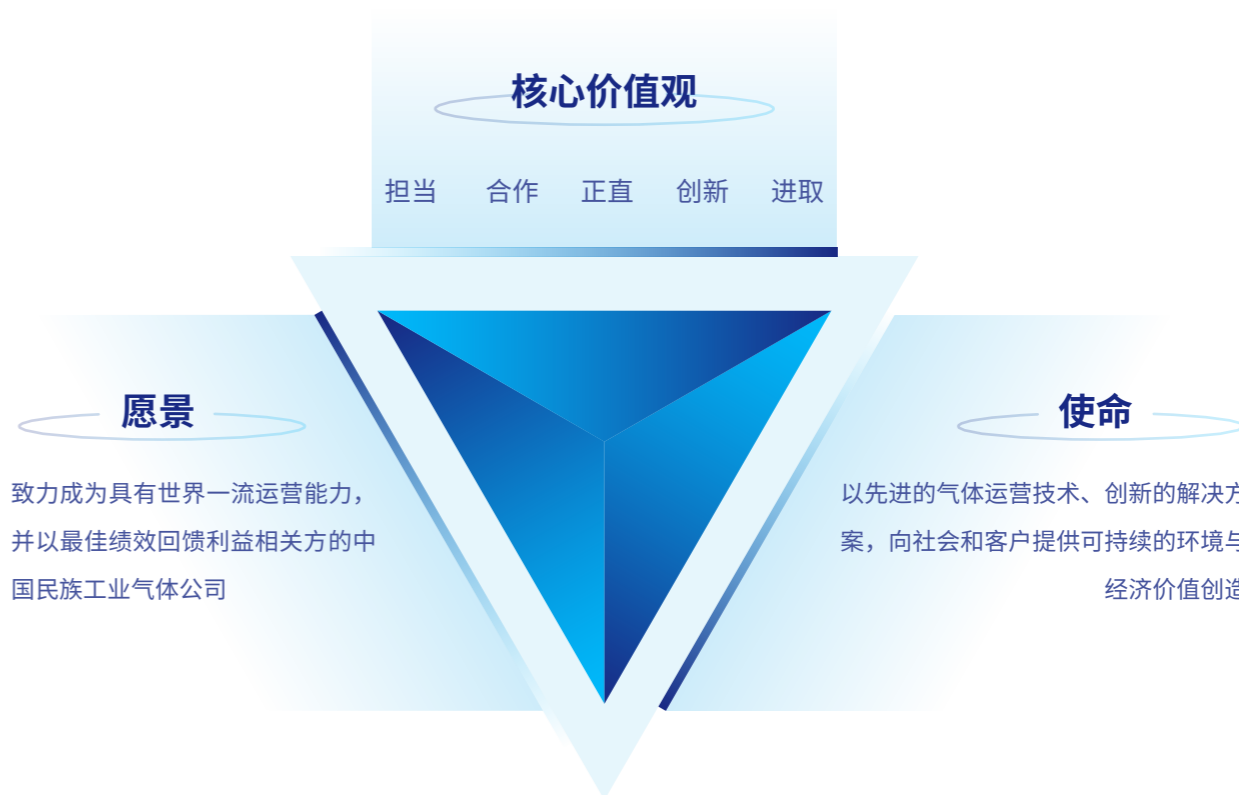 核心价值观
担当 合作 正直 创新 进取
愿景
致力成为具有世界一流运营能力，
并以最佳绩效回馈利益相关方的中
国民族工业气体公司
使命
以先进的气体运营技术、创新的解决方
案，向社会和客户提供可持续的环境与
经济价值创造